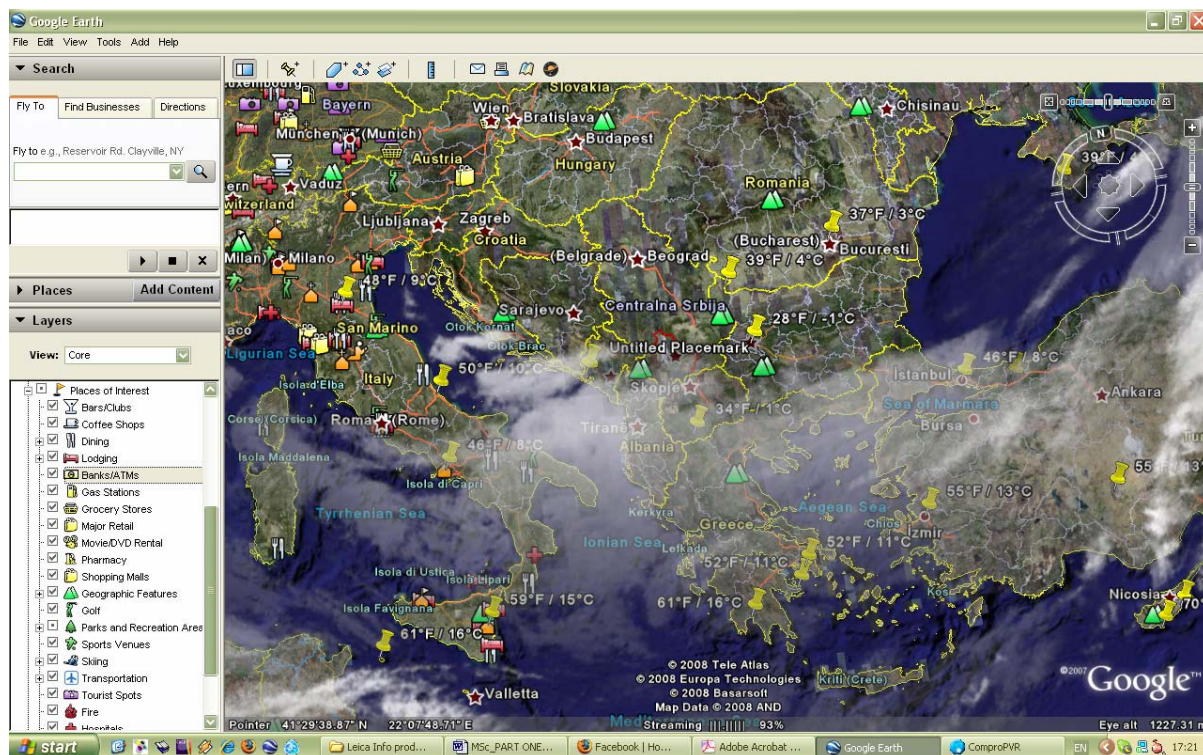 Google Earth
File Edit View Tools Add Help
Search
Fly To Find Businesses Directions
Fly to e.g., Reservoir Rd. Clayville, NY
Places Add Content
Layers
View: Core
Places of Interest
Bars/Clubs
Coffee Shops
Dining
Lodging
Banks/ATMs
Gas Stations
Grocery Stores
Major Retail
Movie/DVD Rental
Pharmacy
Shopping Malls
Geographic Features
Golf
Parks and Recreation Area
Sports Venues
Skiing
Transportation
Tourist Spots
Fire
Hospitals
Slovakia
Bayern
Wien
Bratislava
Chisinau
München (Munich)
Budapest
Austria
Hungary
Vaduz
Romania
39°F / 4
Ljubljana
Zagreb
37°F / 3°C
Croatia
(Bucharest) Bucuresti
Milan) Milano
(Belgrade) Beograd
39°F / 4°C
48°F / 9°C
Sarajevo
Centralna Srbija
28°F / -1°C
San Marino
Otok Kornat
Otok Brac
Untitled Placemark
Ligurian Sea
46°F / 8°C
Isola d'Elba
Italy
50°F / 10°C
Skopje
Istanbul
Ankara
Corse (Corsica)
Roma (Rome)
34°F / 1°C
Sea of Marmara
Tiranë
Bursa
Albania
46°F / 8°C
Isola Maddalena
Isola di Capri
55°F / 13°C
Tyrrhenian Sea
Kerkyra
Aegean Sea
Greece
Chios
Izmir
Ionian Sea
Lefkada
52°F / 11°C
52°F / 11°C
Isola di Ustica
Isola Lipari
Kos
59°F / 15°C
61°F / 16°C
Isola Favignana
Nicosia
61°F / 16°C
Valletta
Kriti (Crete)
© 2008 Tele Atlas
© 2008 Europa Technologies
© 2008 Basarsoft
Map Data © 2008 AND
©2007 Google™
Pointer 41°29'38.87" N 22°07'48.71" E Streaming 93% Eye alt 1227.31 m
start Leica Info prod... MSc_PART ONE... Facebook | Ho... Adobe Acrobat ... Google Earth ComproPVR EN 17:21